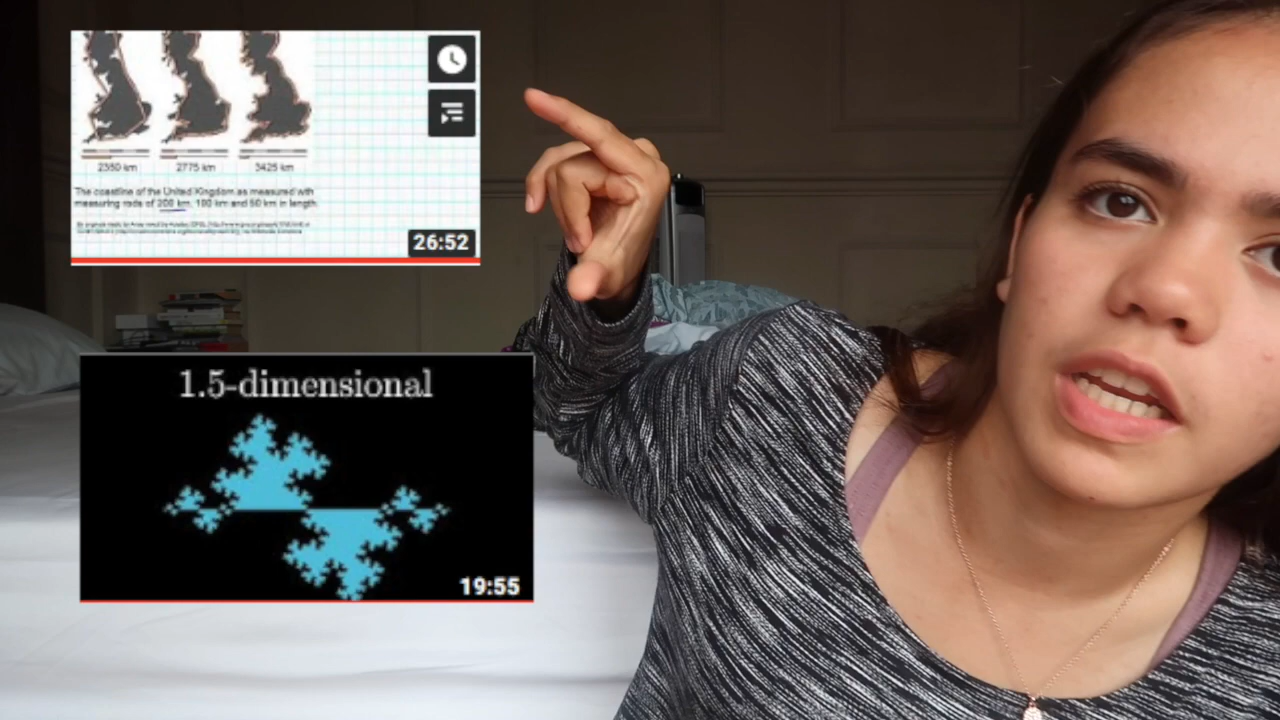 2350 km 2775 km 3425 km
The coastline of the United Kingdom as measured with
measuring rods of 200 km, 100 km and 50 km in length.
26:52
1.5-dimensional
19:55